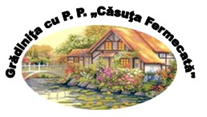 Grădinița cu P. P. „Căsuța Fermecată”